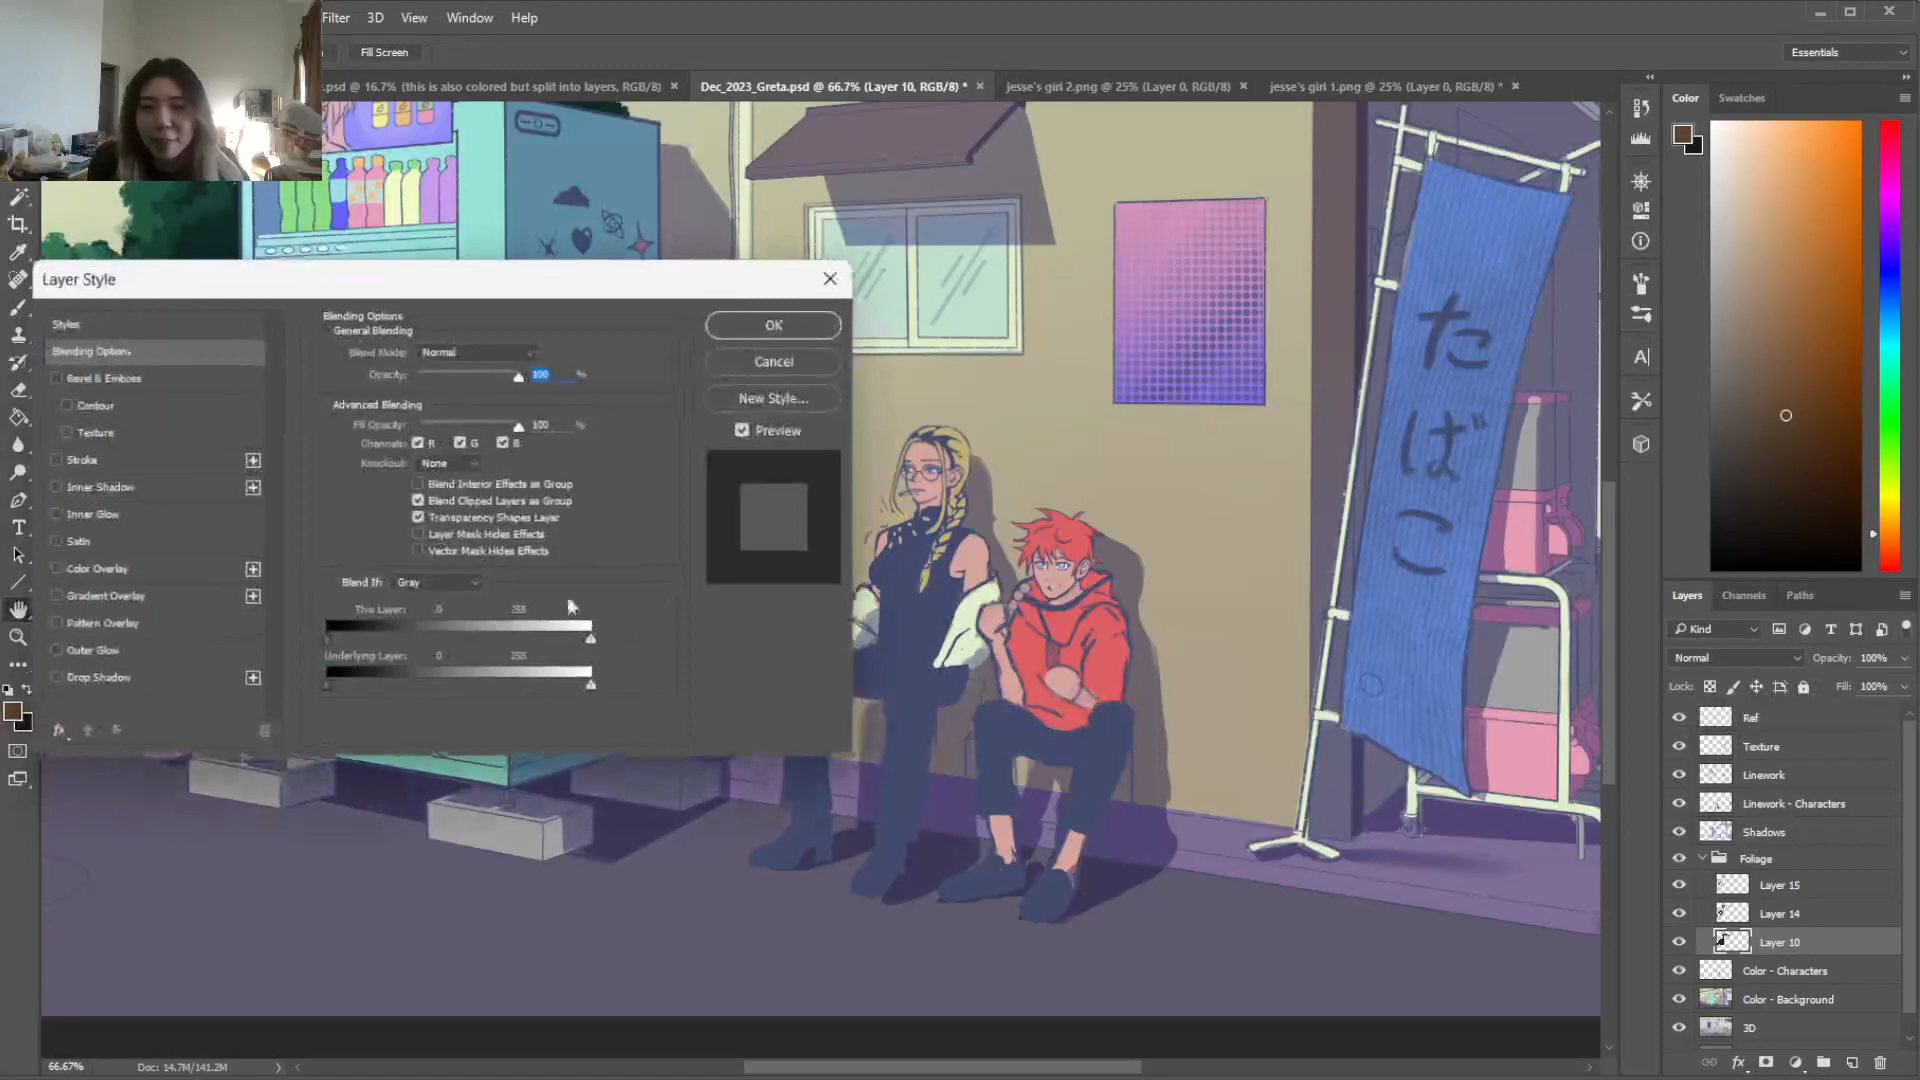 Filter 3D View Window Help
Fill Screen
Essentials
.psd @ 16.7% (this is also colored but split into layers, RGB/8)
Dec_2023_Greta.psd @ 66.7% (Layer 10, RGB/8) *
jesse's girl 2.png @ 25% (Layer 0, RGB/8)
jesse's girl 1.png @ 25% (Layer 0, RGB/8) *
Color Swatches
Layer Style
Styles
Blending Options
Bevel & Emboss
Contour
Texture
Stroke
Inner Shadow
Inner Glow
Satin
Color Overlay
Gradient Overlay
Pattern Overlay
Outer Glow
Drop Shadow
fx
Blending Options
General Blending
Blend Mode: Normal
Opacity: 100 %
Advanced Blending
Fill Opacity: 100 %
Channels: R G B
Knockout: None
Blend Interior Effects as Group
Blend Clipped Layers as Group
Transparency Shapes Layer
Layer Mask Hides Effects
Vector Mask Hides Effects
Blend If: Gray
This Layer: 0 255
Underlying Layer: 0 255
OK
Cancel
New Style...
Preview
たばこ
Layers Channels Paths
Kind
Normal Opacity: 100%
Lock: Fill: 100%
Ref
Texture
Linework
Linework - Characters
Shadows
Foliage
Layer 15
Layer 14
Layer 10
Color - Characters
Color - Background
3D
fx
66.67% Doc: 14.7M/141.2M